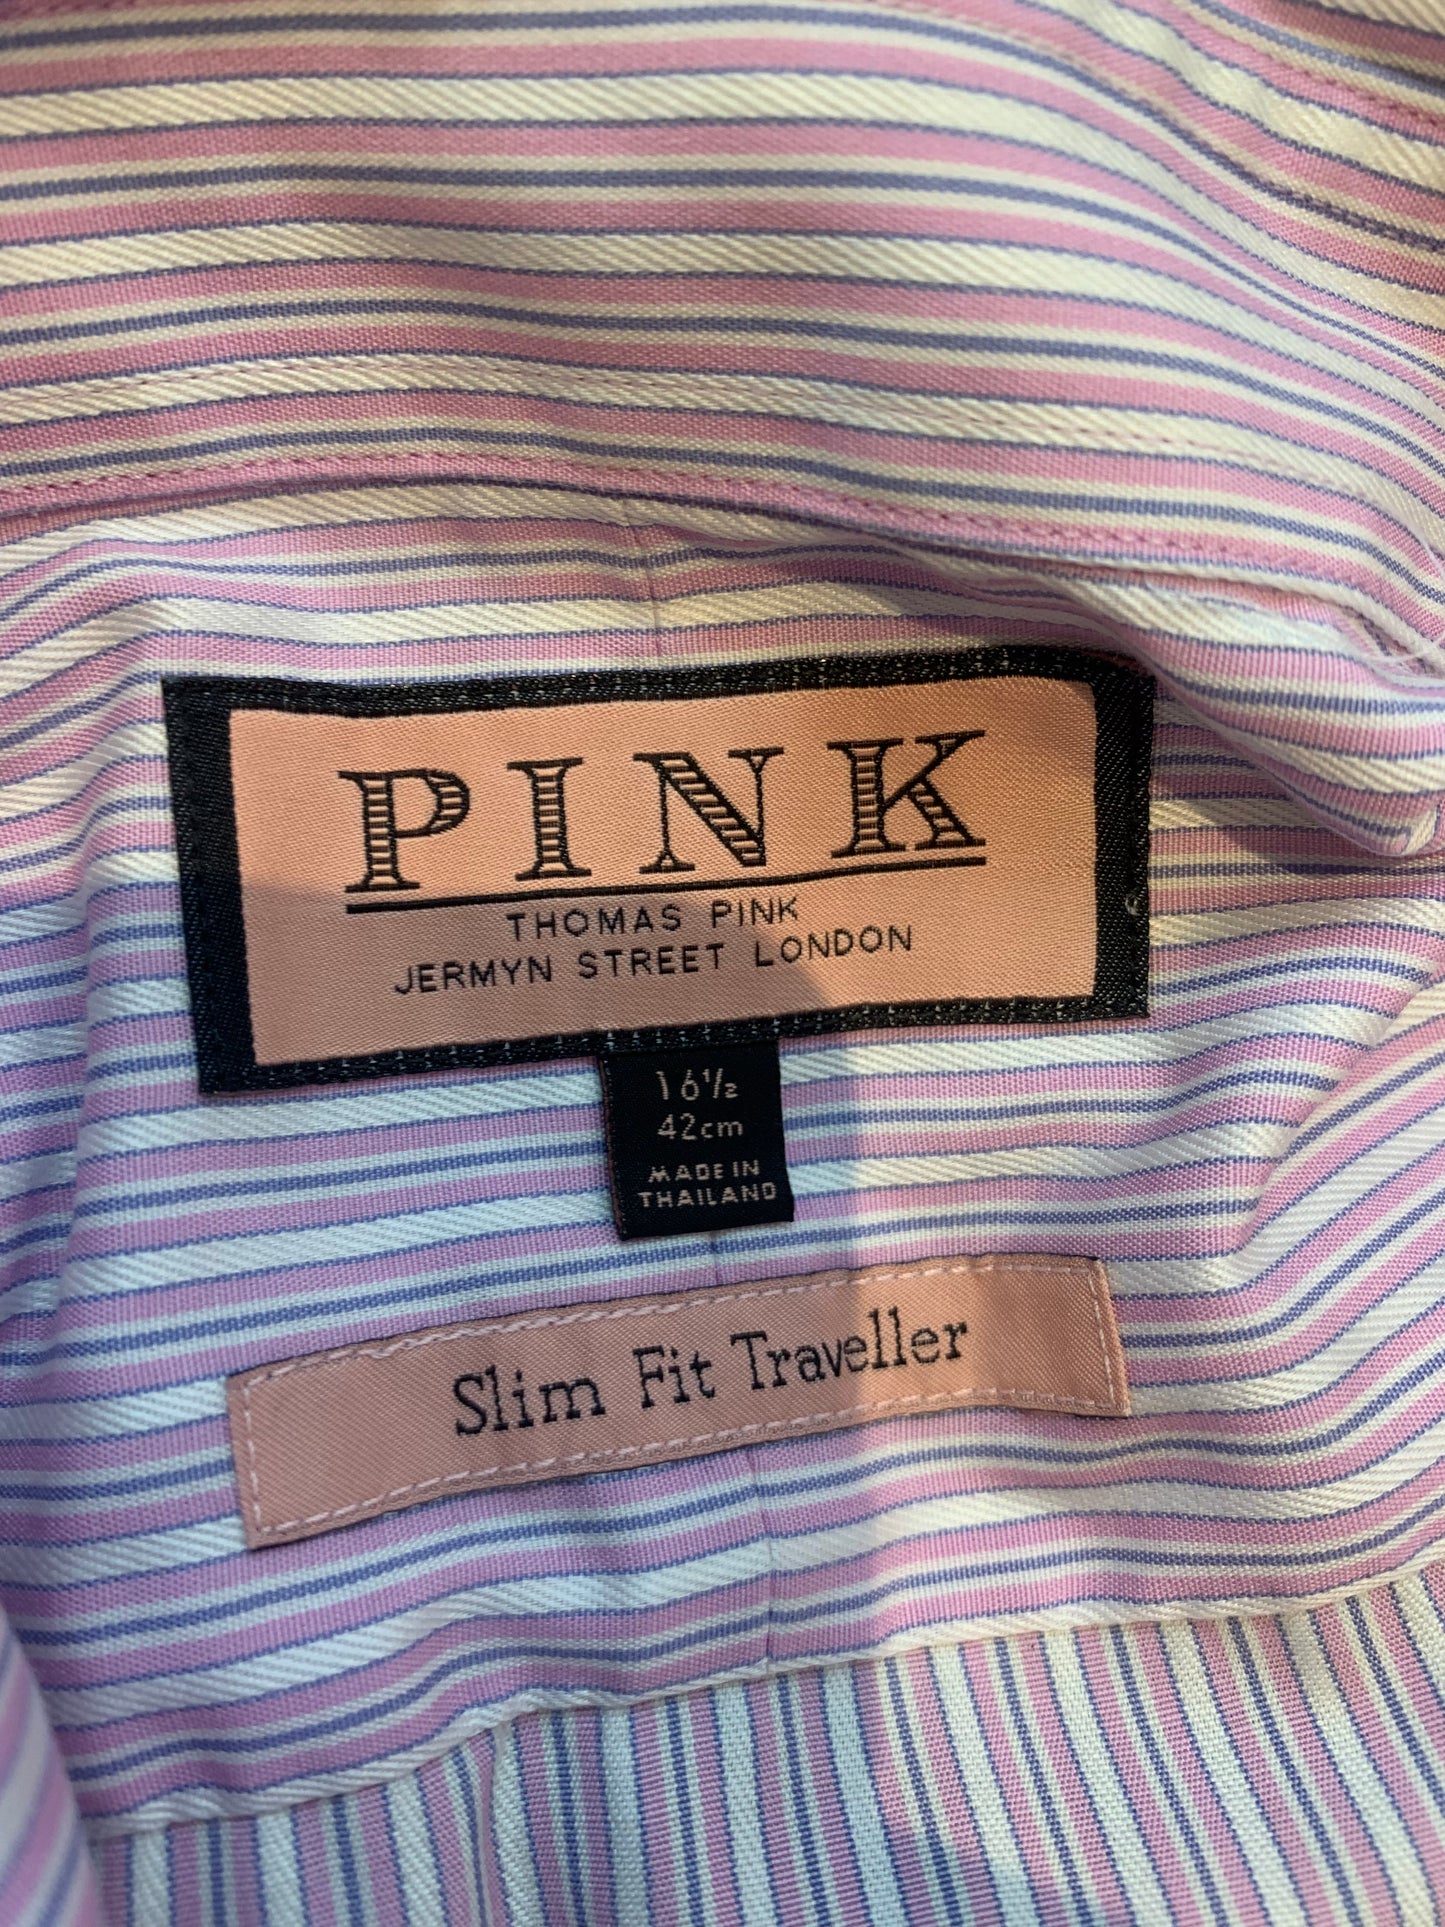 PINK
THOMAS PINK
JERMYN STREET LONDON
16½
42cm
MADE IN
THAILAND
Slim Fit Traveller